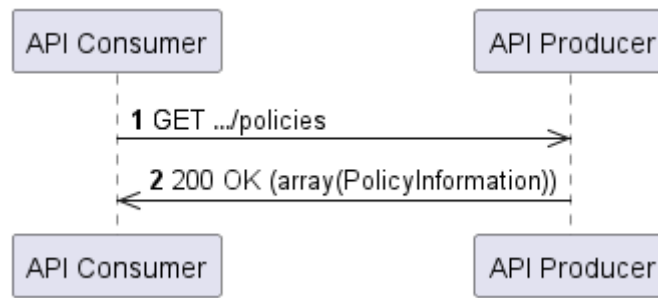 API Consumer
API Producer
1 GET .../policies
2 200 OK (array(PolicyInformation))
API Consumer
API Producer